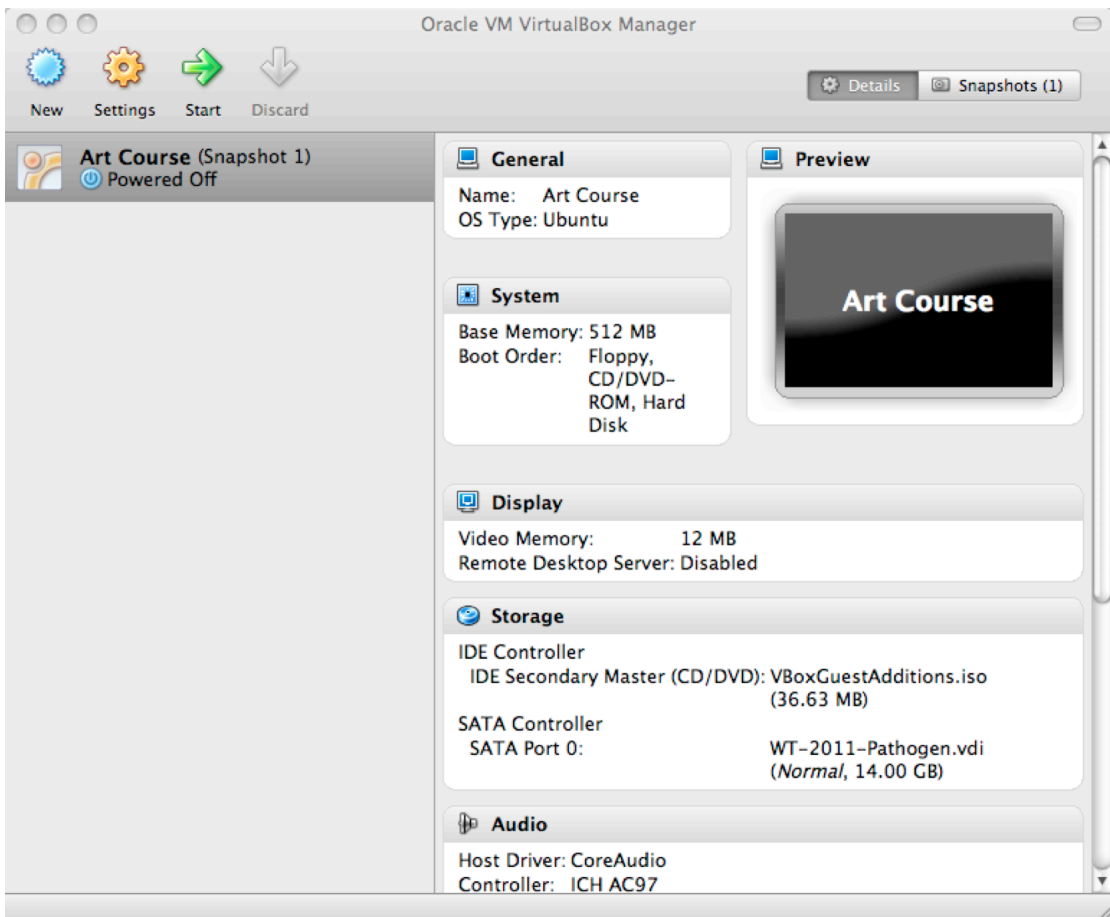 Oracle VM VirtualBox Manager
New Settings Start Discard
Details Snapshots (1)
Art Course (Snapshot 1)
Powered Off
General
Name: Art Course
OS Type: Ubuntu
Preview
Art Course
System
Base Memory: 512 MB
Boot Order: Floppy,
CD/DVD-
ROM, Hard
Disk
Display
Video Memory: 12 MB
Remote Desktop Server: Disabled
Storage
IDE Controller
IDE Secondary Master (CD/DVD): VBoxGuestAdditions.iso
(36.63 MB)
SATA Controller
SATA Port 0: WT-2011-Pathogen.vdi
(Normal, 14.00 GB)
Audio
Host Driver: CoreAudio
Controller: ICH AC97